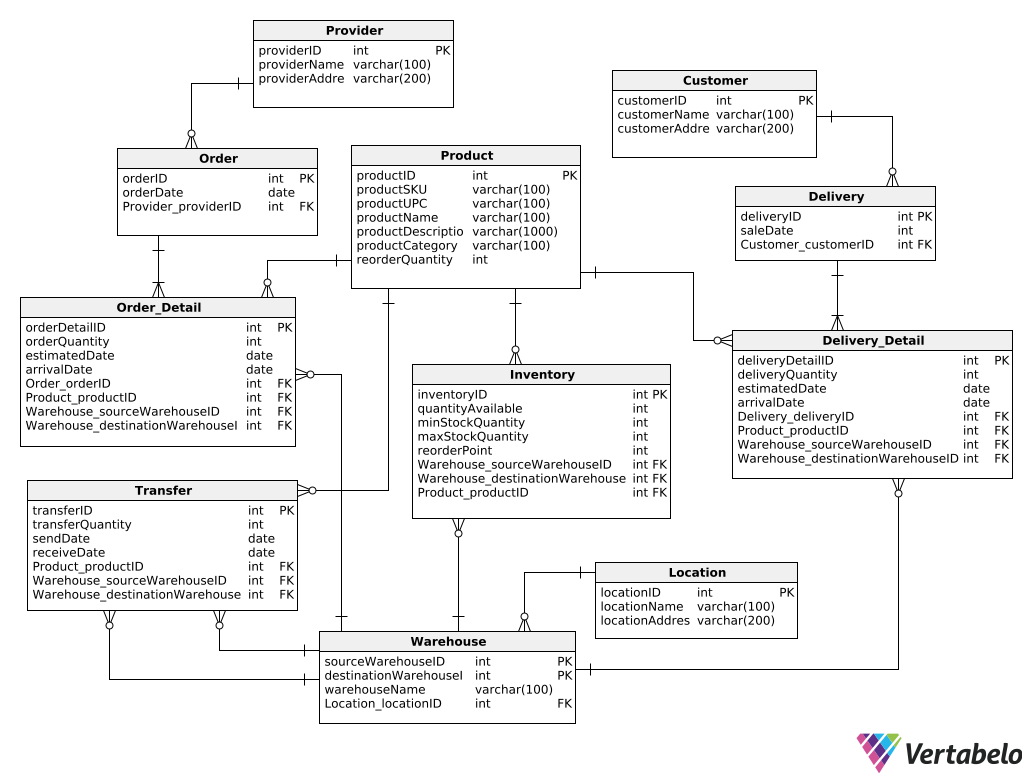 Provider
providerID int PK
providerName varchar(100)
providerAddre varchar(200)
Customer
customerID int PK
customerName varchar(100)
customerAddre varchar(200)
Order
orderID int PK
orderDate date
Provider_providerID int FK
Product
productID int PK
productSKU varchar(100)
productUPC varchar(100)
productName varchar(100)
productDescriptio varchar(1000)
productCategory varchar(100)
reorderQuantity int
Delivery
deliveryID int PK
saleDate int
Customer_customerID int FK
Order_Detail
orderDetailID int PK
orderQuantity int
estimatedDate date
arrivalDate date
Order_orderID int FK
Product_productID int FK
Warehouse_sourceWarehouseID int FK
Warehouse_destinationWarehouseI int FK
Inventory
inventoryID int PK
quantityAvailable int
minStockQuantity int
maxStockQuantity int
reorderPoint int
Warehouse_sourceWarehouseID int FK
Warehouse_destinationWarehouse int FK
Product_productID int FK
Delivery_Detail
deliveryDetailID int PK
deliveryQuantity int
estimatedDate date
arrivalDate date
Delivery_deliveryID int FK
Product_productID int FK
Warehouse_sourceWarehouseID int FK
Warehouse_destinationWarehouseID int FK
Transfer
transferID int PK
transferQuantity int
sendDate date
receiveDate date
Product_productID int FK
Warehouse_sourceWarehouseID int FK
Warehouse_destinationWarehouse int FK
Location
locationID int PK
locationName varchar(100)
locationAddres varchar(200)
Warehouse
sourceWarehouseID int PK
destinationWarehouseI int PK
warehouseName varchar(100)
Location_locationID int FK
Vertabelo